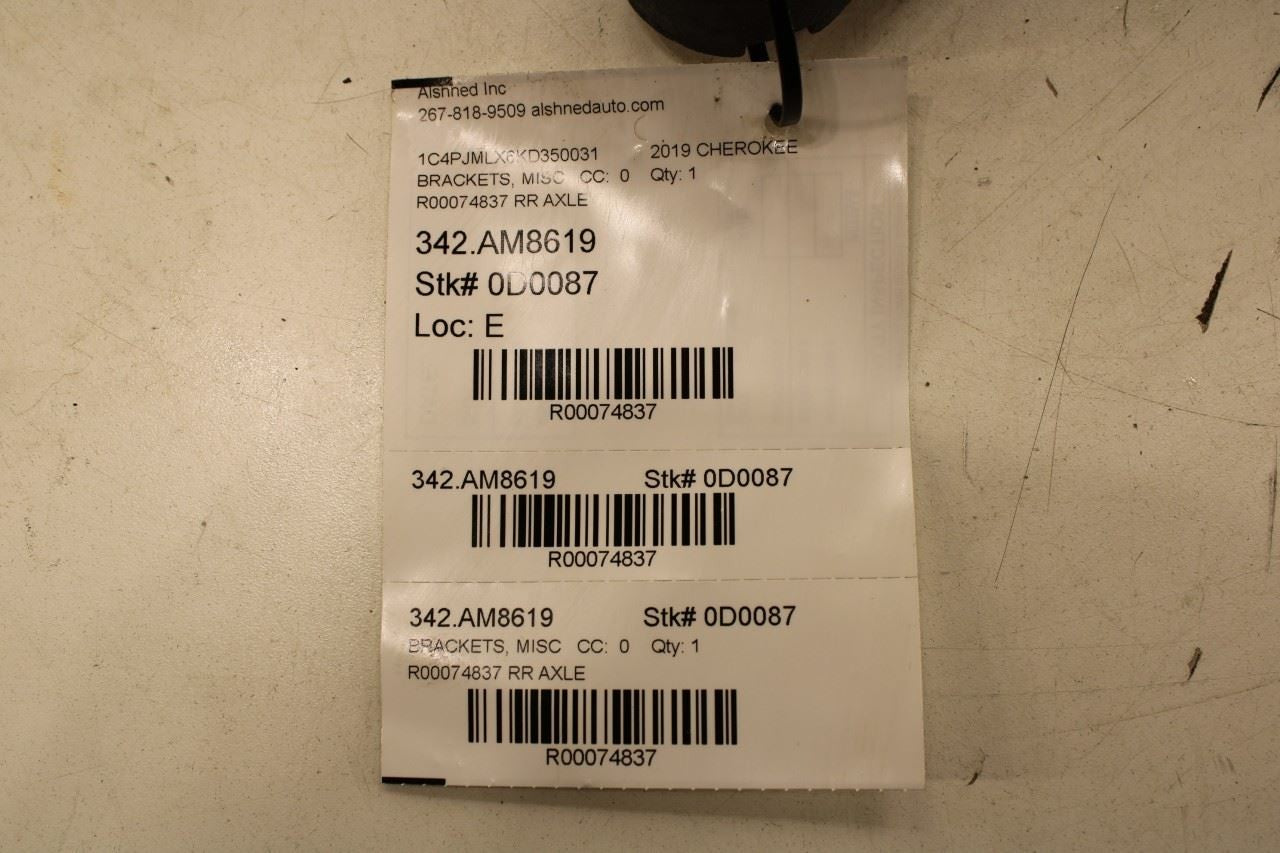 Alshned Inc
267-818-9509 alshnedauto.com
1C4PJMLX6KD350031 2019 CHEROKEE
BRACKETS, MISC CC: 0 Qty: 1
R00074837 RR AXLE
342.AM8619
Stk# 0D0087
Loc: E
R00074837
342.AM8619 Stk# 0D0087
R00074837
342.AM8619 Stk# 0D0087
BRACKETS, MISC CC: 0 Qty: 1
R00074837 RR AXLE
R00074837